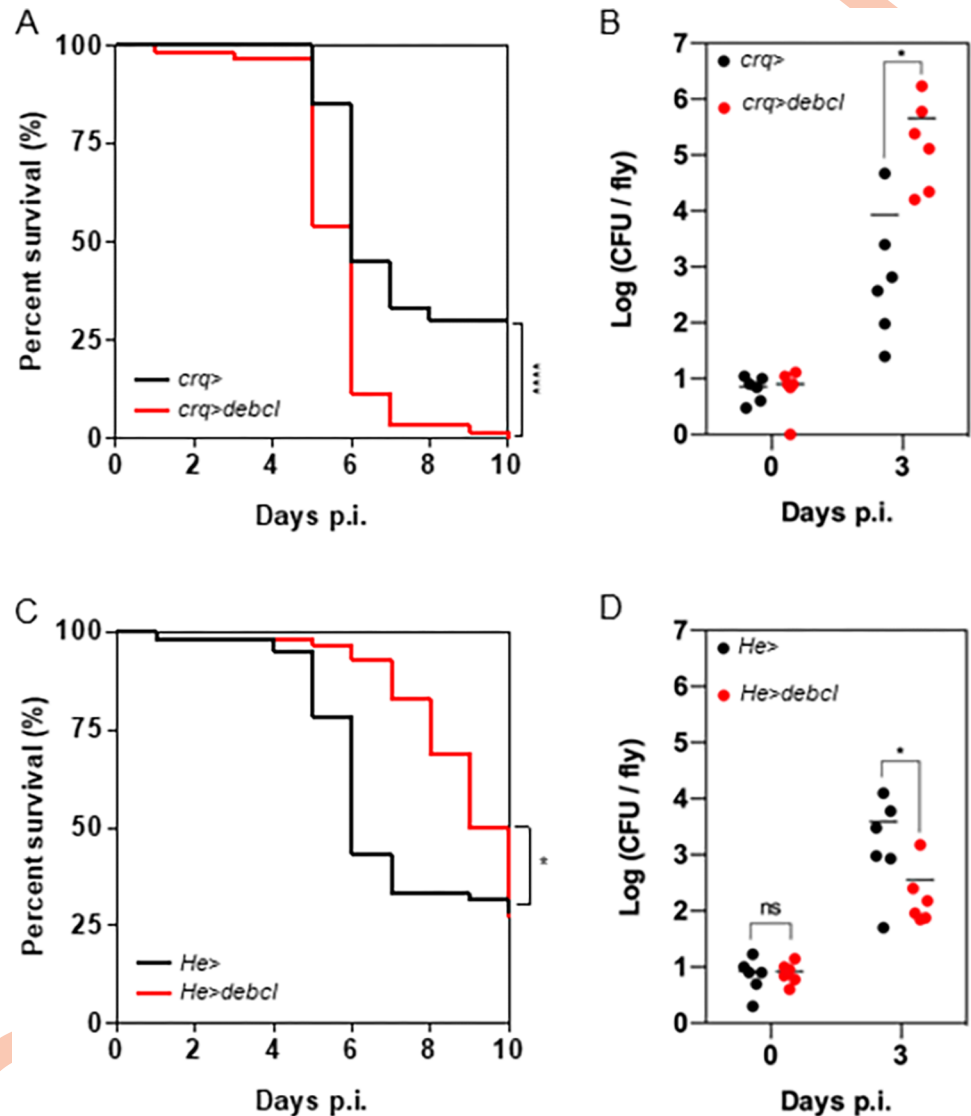 A
Percent survival (%)
100
75
50
25
0
crq>
crq>debcl
****
0 2 4 6 8 10
Days p.i.
B
Log (CFU / fly)
7
6
5
4
3
2
1
0
crq>
crq>debcl
*
0 3
Days p.i.
C
Percent survival (%)
100
75
50
25
0
He>
He>debcl
*
0 2 4 6 8 10
Days p.i.
D
Log (CFU / fly)
7
6
5
4
3
2
1
0
He>
He>debcl
*
ns
0 3
Days p.i.